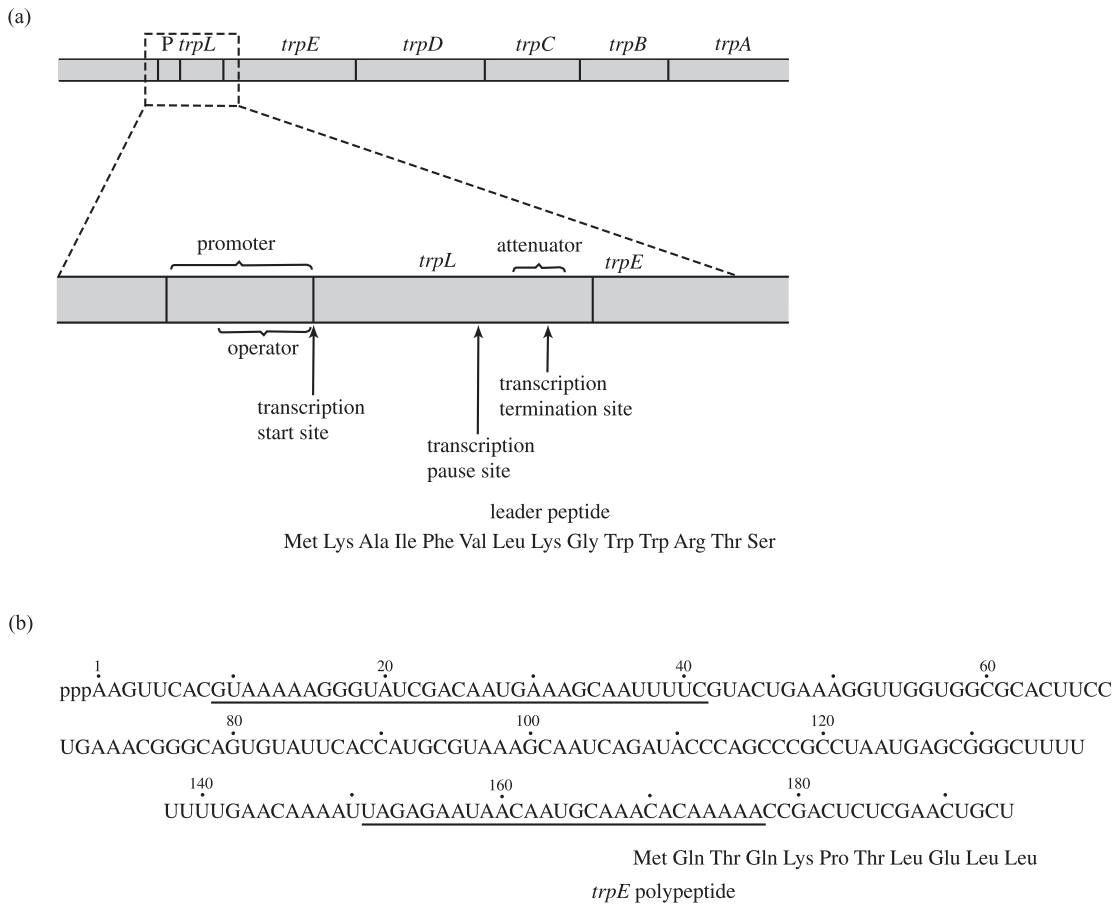 (a)
P trpL trpE trpD trpC trpB trpA
promoter trpL attenuator trpE
operator
transcription
start site
transcription
termination site
transcription
pause site
leader peptide
Met Lys Ala Ile Phe Val Leu Lys Gly Trp Trp Arg Thr Ser
(b)
1 20 40 60
pppAAGUUCACGUAAAAAGGGUAUCGACAAUGAAAGCAAUUUUCGUACUGAAAGGUUGGUGGCGCACUUCC
80 100 120
UGAAACGGGCAGUGUAUUCACCAUGCGUAAAGCAAUCAGAUACCCAGCCCGCCUAAUGAGCGGGCUUUU
140 160 180
UUUUGAACAAAAUUAGAGAAUAACAAUGCAAACACAAAAACCGACUCUCGAACUGCU
Met Gln Thr Gln Lys Pro Thr Leu Glu Leu Leu
trpE polypeptide